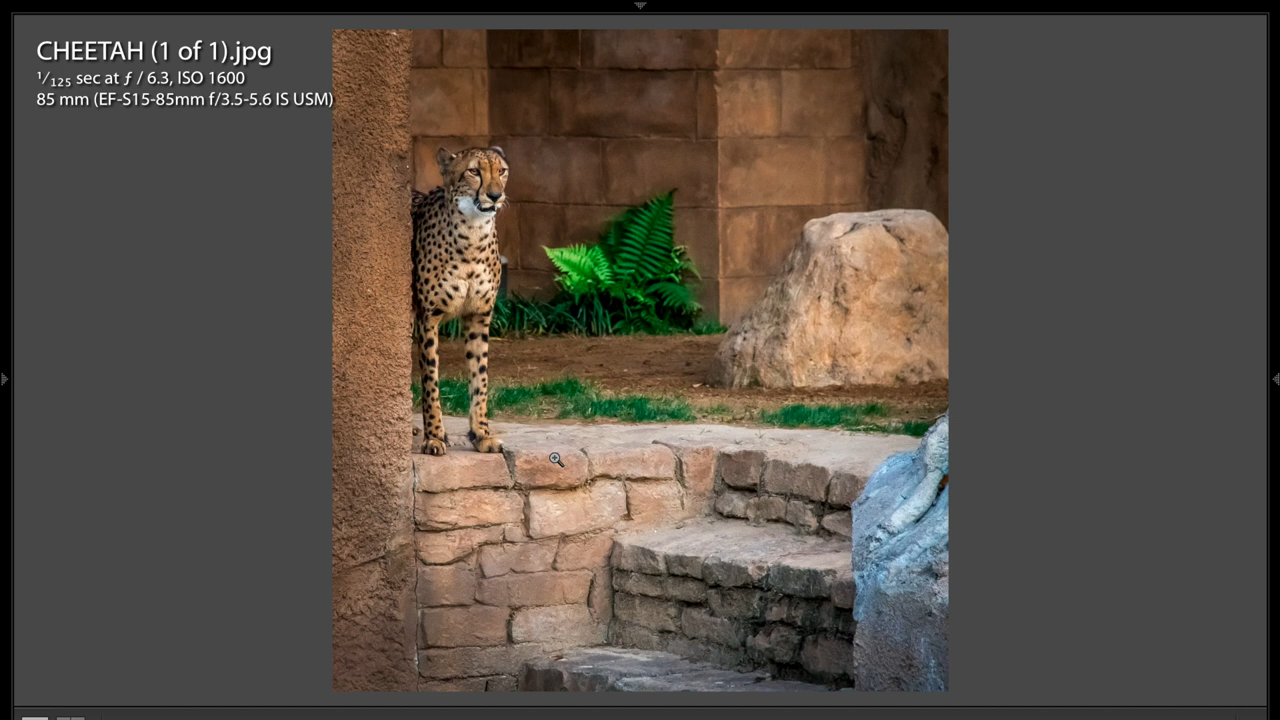 CHEETAH (1 of 1).jpg
1/125 sec at ƒ / 6.3, ISO 1600
85 mm (EF-S15-85mm f/3.5-5.6 IS USM)